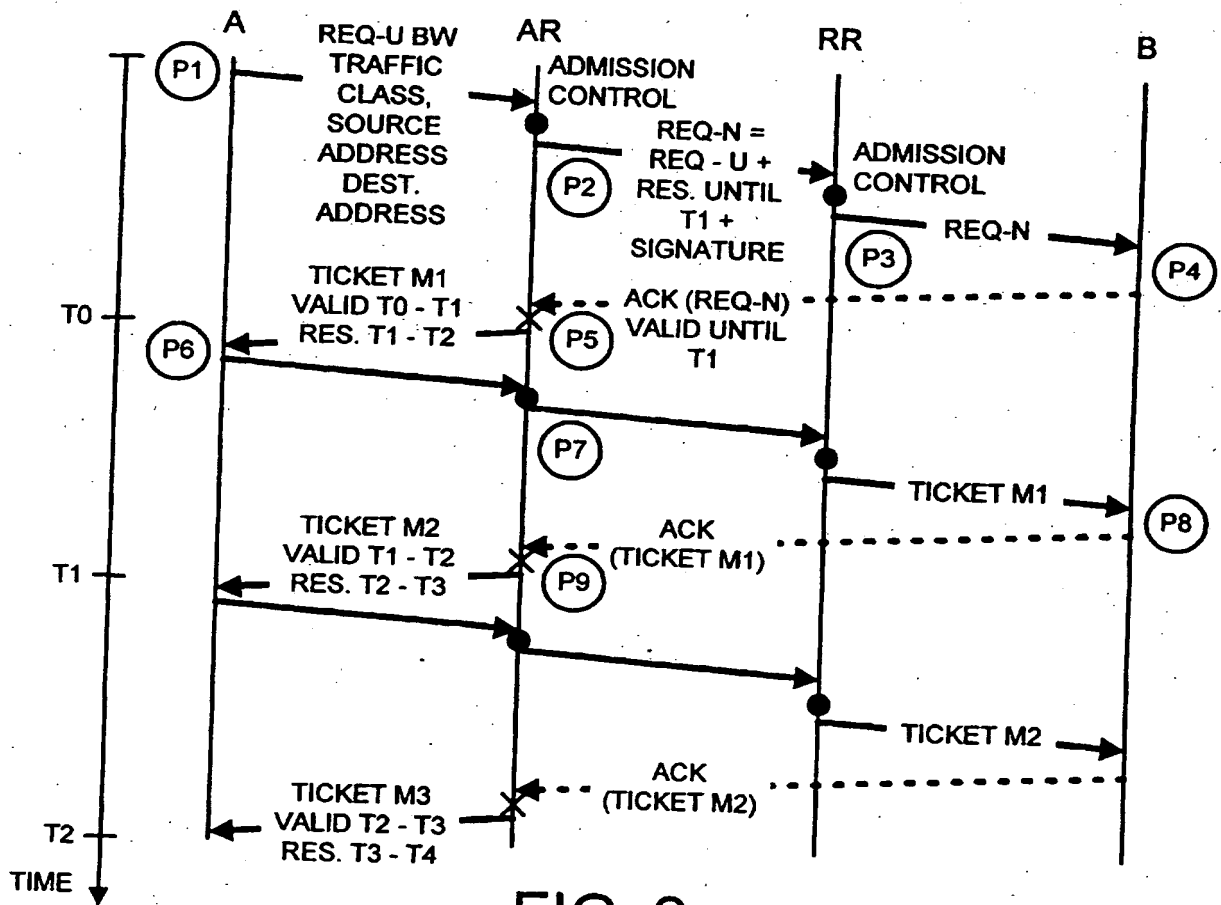 A
AR
RR
B
P1
REQ-U BW
TRAFFIC
CLASS,
SOURCE
ADDRESS
DEST.
ADDRESS
ADMISSION
CONTROL
P2
REQ-N =
REQ - U +
RES. UNTIL
T1 +
SIGNATURE
ADMISSION
CONTROL
P3
REQ-N
P4
T0
TICKET M1
VALID T0 - T1
RES. T1 - T2
P5
ACK (REQ-N)
VALID UNTIL
T1
P6
P7
TICKET M1
P8
T1
TICKET M2
VALID T1 - T2
RES. T2 - T3
P9
ACK
(TICKET M1)
TICKET M2
ACK
(TICKET M2)
TICKET M3
VALID T2 - T3
RES. T3 - T4
T2
TIME